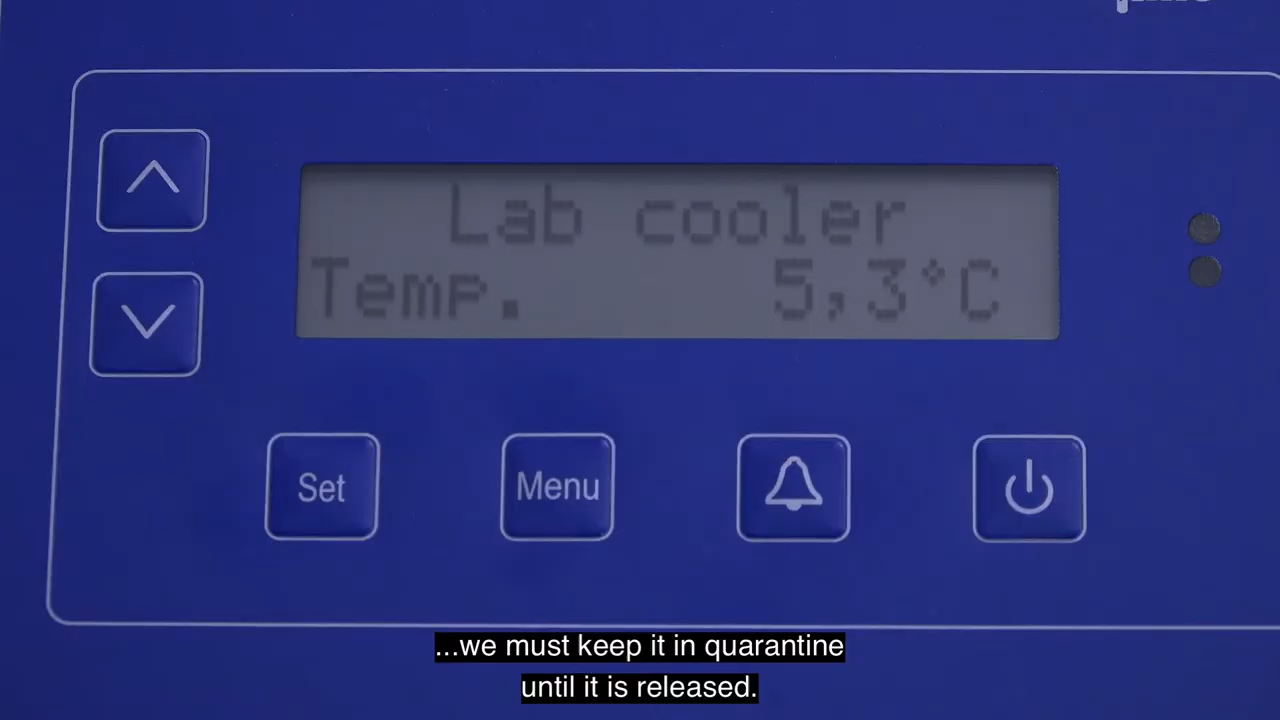 Lab cooler
Temp. 5,3°C
Set
Menu
...we must keep it in quarantine
until it is released.